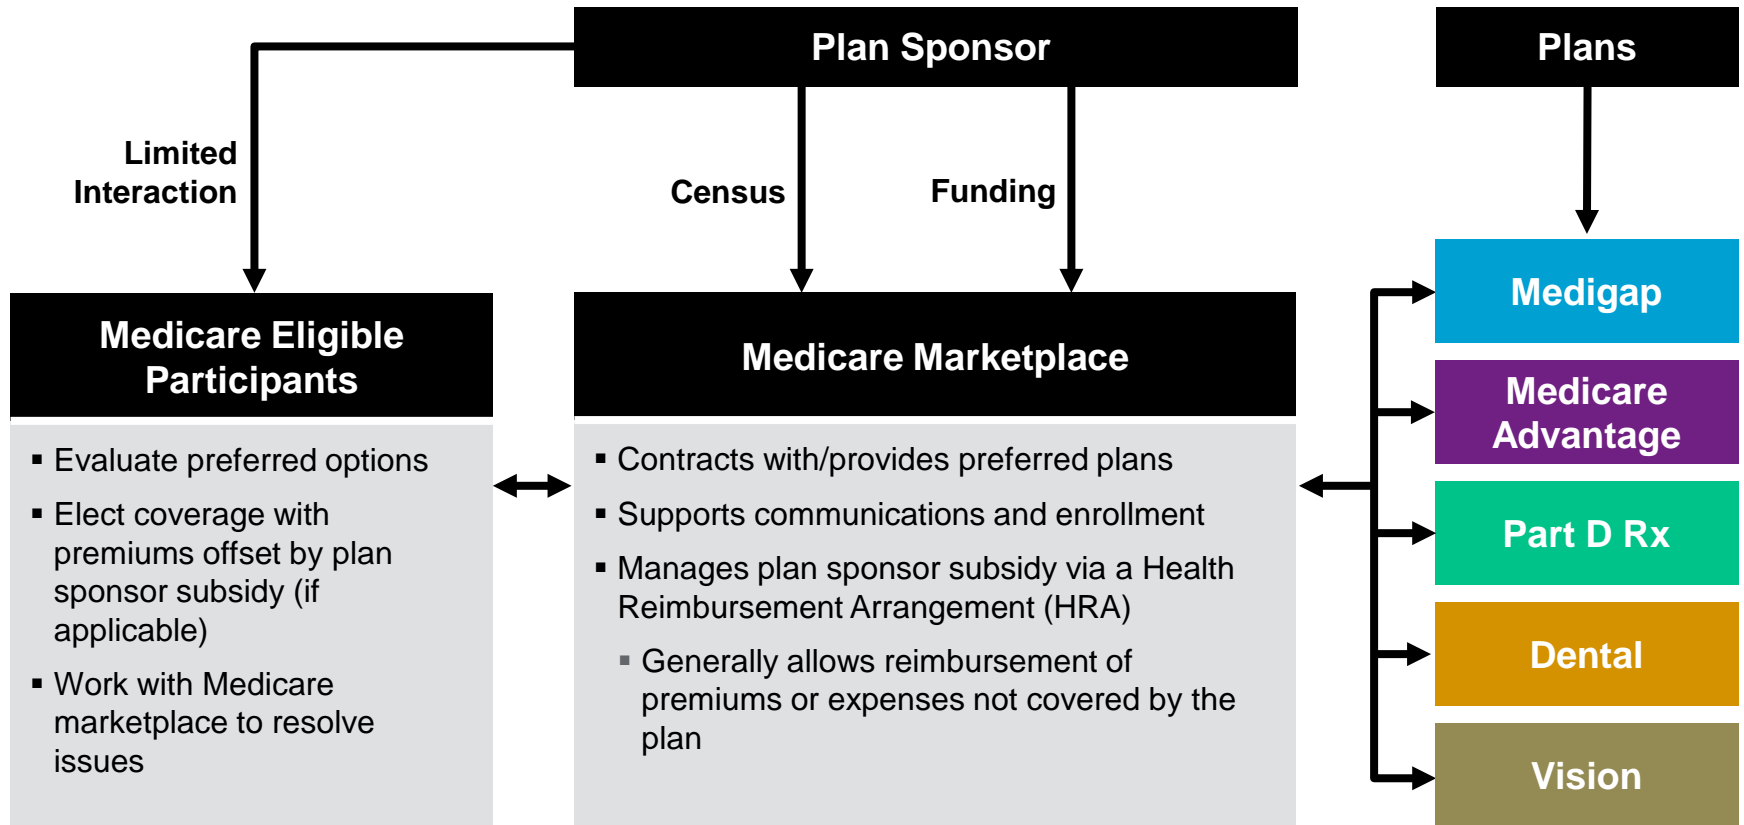 Plan Sponsor
Plans
Limited
Interaction
Census
Funding
Medicare Eligible
Participants
▪ Evaluate preferred options
▪ Elect coverage with
premiums offset by plan
sponsor subsidy (if
applicable)
▪ Work with Medicare
marketplace to resolve
issues
Medicare Marketplace
▪ Contracts with/provides preferred plans
▪ Supports communications and enrollment
▪ Manages plan sponsor subsidy via a Health
Reimbursement Arrangement (HRA)
▪ Generally allows reimbursement of
premiums or expenses not covered by the
plan
Medigap
Medicare
Advantage
Part D Rx
Dental
Vision